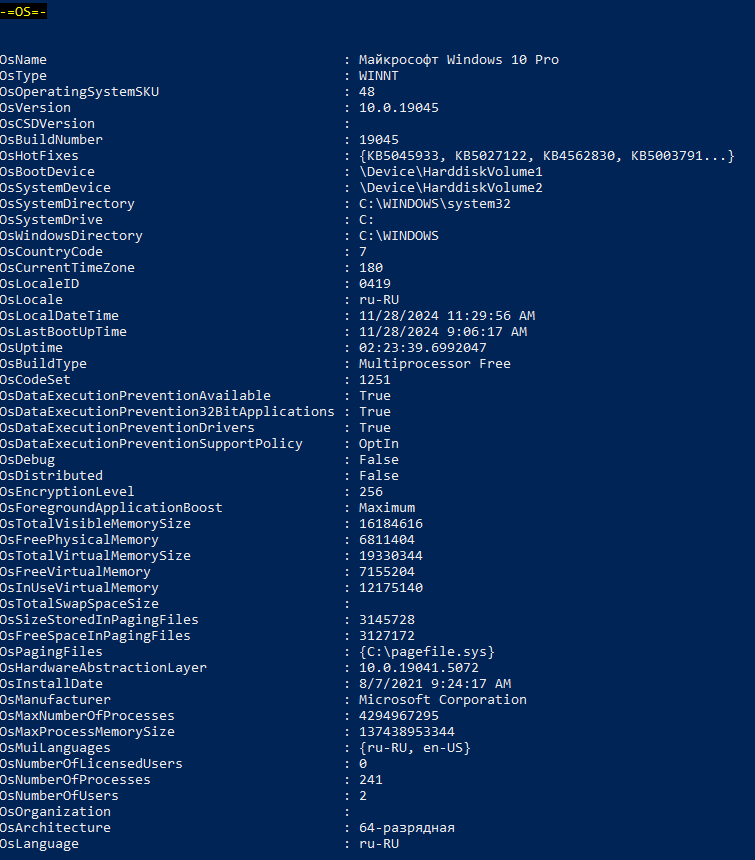 -=OS=-
OsName : Майкрософт Windows 10 Pro
OsType : WINNT
OsOperatingSystemSKU : 48
OsVersion : 10.0.19045
OsCSDVersion :
OsBuildNumber : 19045
OsHotFixes : {KB5045933, KB5027122, KB4562830, KB5003791...}
OsBootDevice : \Device\HarddiskVolume1
OsSystemDevice : \Device\HarddiskVolume2
OsSystemDirectory : C:\WINDOWS\system32
OsSystemDrive : C:
OsWindowsDirectory : C:\WINDOWS
OsCountryCode : 7
OsCurrentTimeZone : 180
OsLocaleID : 0419
OsLocale : ru-RU
OsLocalDateTime : 11/28/2024 11:29:56 AM
OsLastBootUpTime : 11/28/2024 9:06:17 AM
OsUptime : 02:23:39.6992047
OsBuildType : Multiprocessor Free
OsCodeSet : 1251
OsDataExecutionPreventionAvailable : True
OsDataExecutionPrevention32BitApplications : True
OsDataExecutionPreventionDrivers : True
OsDataExecutionPreventionSupportPolicy : OptIn
OsDebug : False
OsDistributed : False
OsEncryptionLevel : 256
OsForegroundApplicationBoost : Maximum
OsTotalVisibleMemorySize : 16184616
OsFreePhysicalMemory : 6811404
OsTotalVirtualMemorySize : 19330344
OsFreeVirtualMemory : 7155204
OsInUseVirtualMemory : 12175140
OsTotalSwapSpaceSize :
OsSizeStoredInPagingFiles : 3145728
OsFreeSpaceInPagingFiles : 3127172
OsPagingFiles : {C:\pagefile.sys}
OsHardwareAbstractionLayer : 10.0.19041.5072
OsInstallDate : 8/7/2021 9:24:17 AM
OsManufacturer : Microsoft Corporation
OsMaxNumberOfProcesses : 4294967295
OsMaxProcessMemorySize : 137438953344
OsMuiLanguages : {ru-RU, en-US}
OsNumberOfLicensedUsers : 0
OsNumberOfProcesses : 241
OsNumberOfUsers : 2
OsOrganization :
OsArchitecture : 64-разрядная
OsLanguage : ru-RU